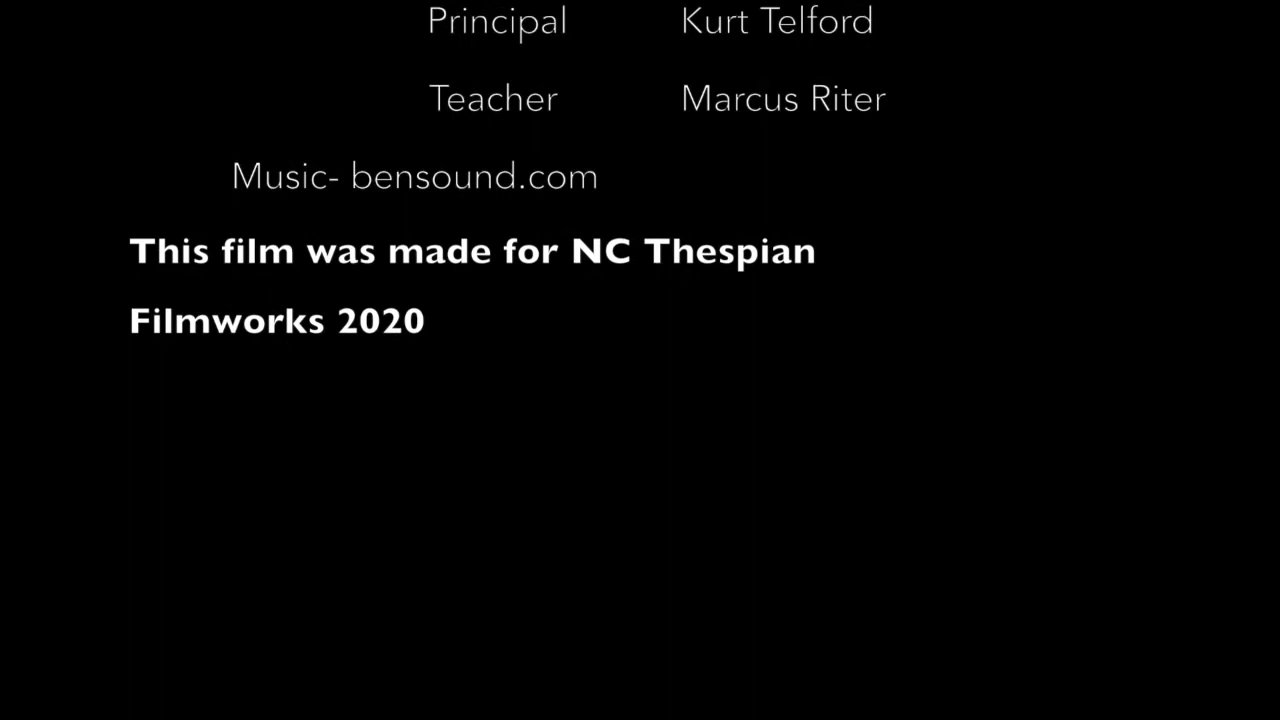 Principal Kurt Telford
Teacher Marcus Riter
Music- bensound.com
This film was made for NC Thespian
Filmworks 2020